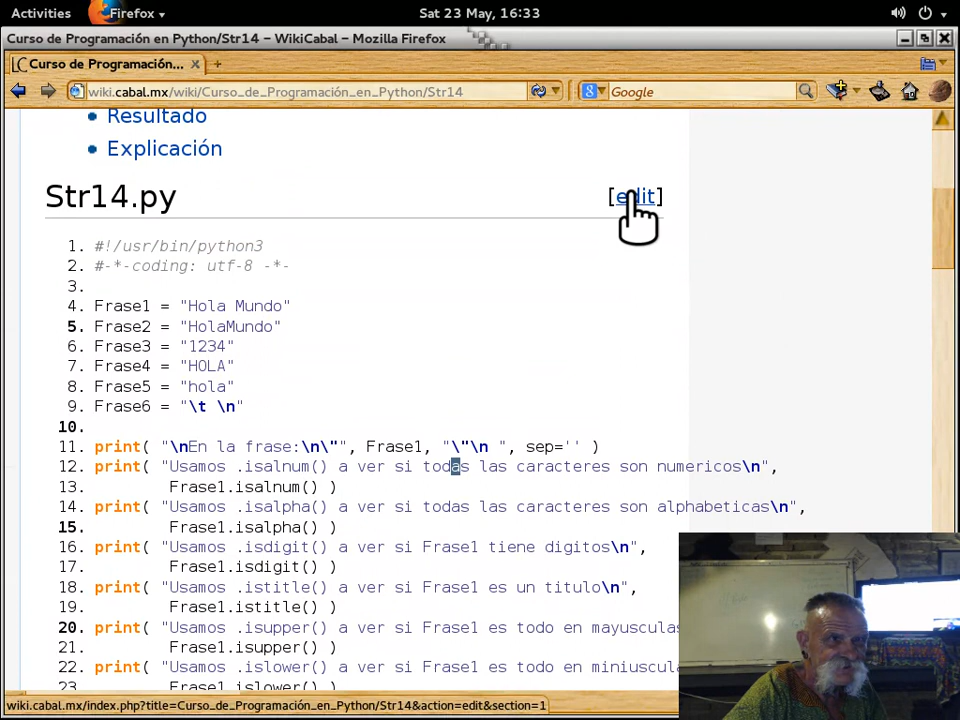 Activities Firefox Sat 23 May, 16:33
Curso de Programación en Python/Str14 – WikiCabal – Mozilla Firefox
Curso de Programación...
wiki.cabal.mx/wiki/Curso_de_Programación_en_Python/Str14 Google
Resultado
Explicación
Str14.py [edit]
1. #!/usr/bin/python3
2. #-*-coding: utf-8 -*-
3.
4. Frase1 = "Hola Mundo"
5. Frase2 = "HolaMundo"
6. Frase3 = "1234"
7. Frase4 = "HOLA"
8. Frase5 = "hola"
9. Frase6 = "\t \n"
10.
11. print( "\nEn la frase:\n\"", Frase1, "\"\n ", sep='' )
12. print( "Usamos .isalnum() a ver si todas las caracteres son numericos\n",
13. Frase1.isalnum() )
14. print( "Usamos .isalpha() a ver si todas las caracteres son alphabeticas\n",
15. Frase1.isalpha() )
16. print( "Usamos .isdigit() a ver si Frase1 tiene digitos\n",
17. Frase1.isdigit() )
18. print( "Usamos .istitle() a ver si Frase1 es un titulo\n",
19. Frase1.istitle() )
20. print( "Usamos .isupper() a ver si Frase1 es todo en mayusculas
21. Frase1.isupper() )
22. print( "Usamos .islower() a ver si Frase1 es todo en miniuscula
23. Frase1.islower() )
wiki.cabal.mx/index.php?title=Curso_de_Programación_en_Python/Str14&action=edit&section=1